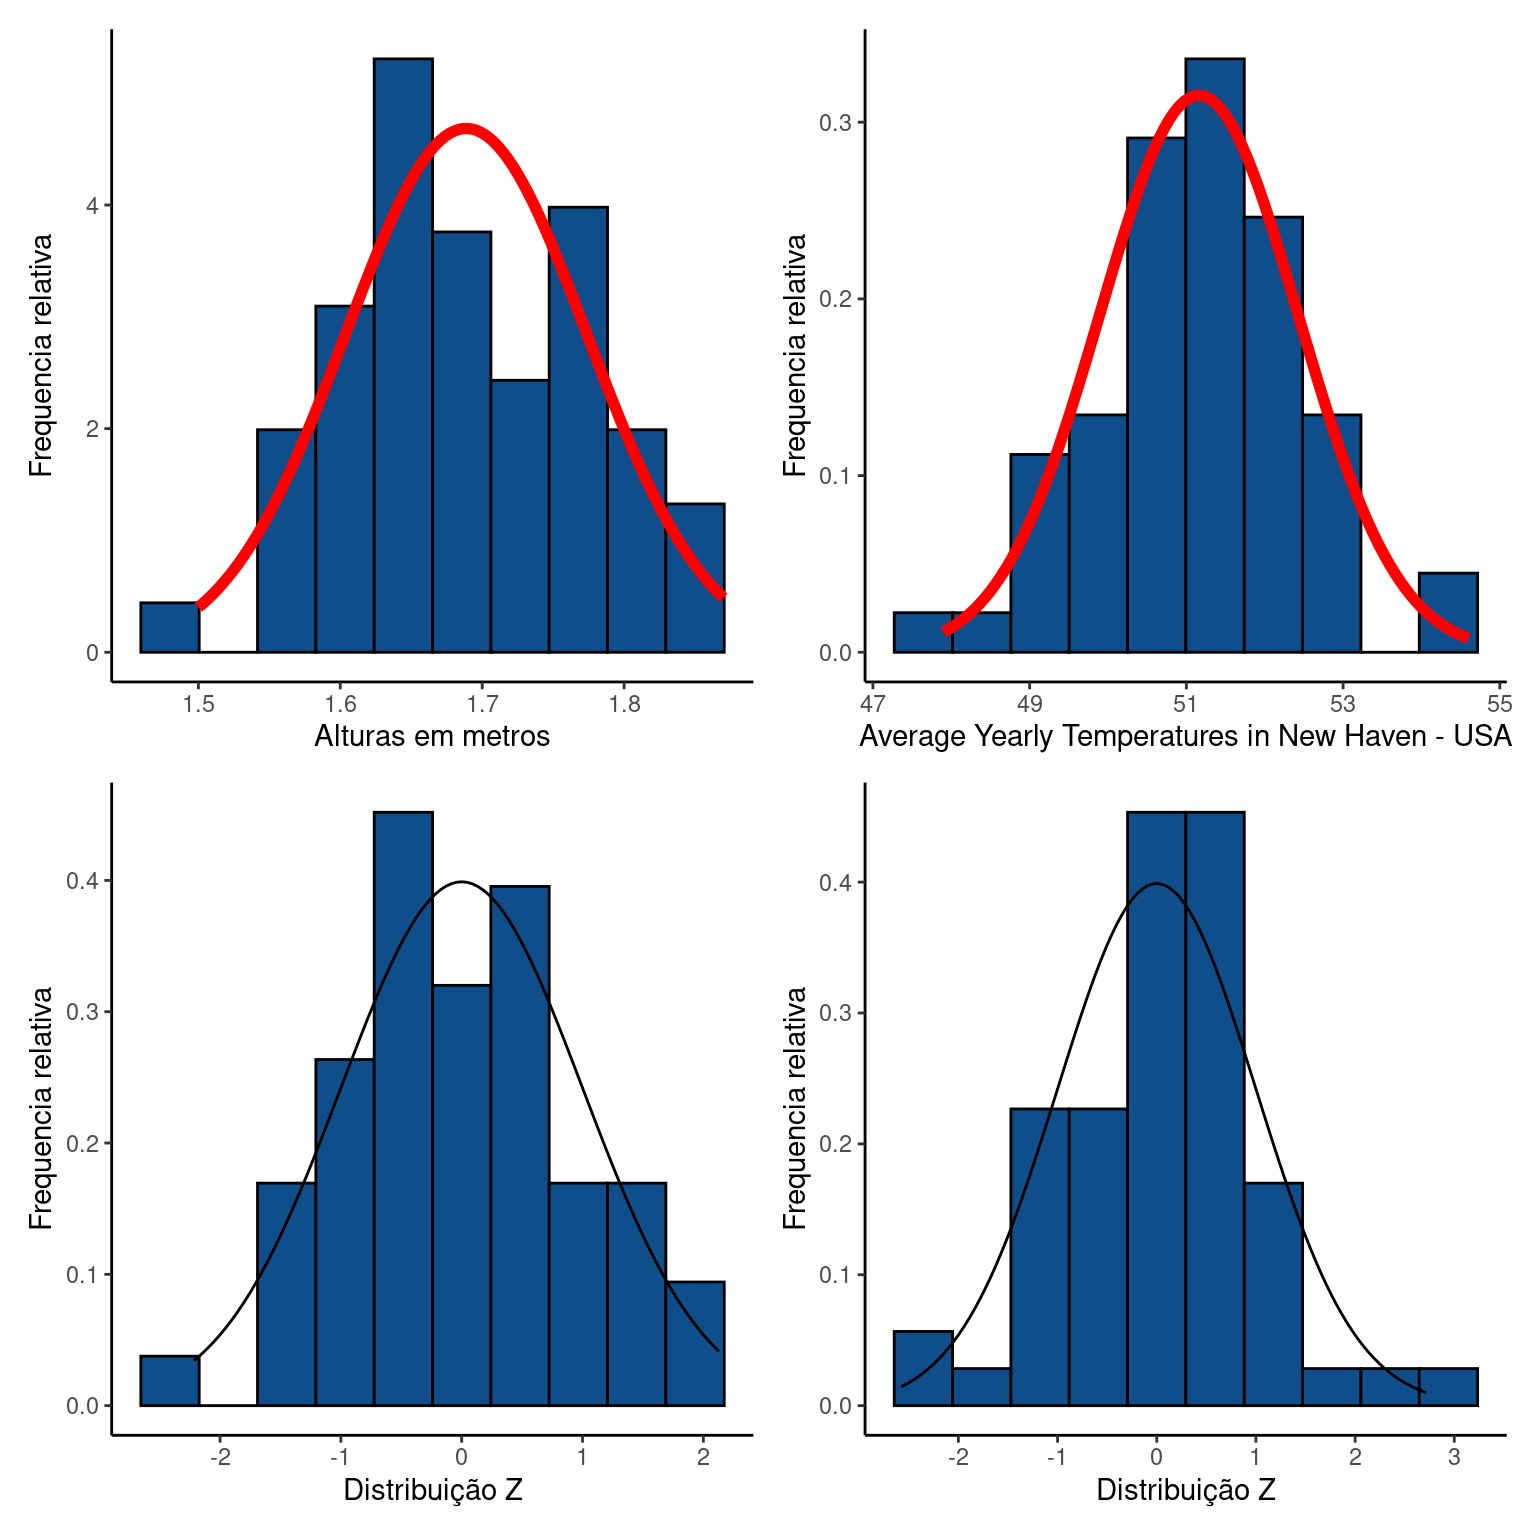 Frequencia relativa
4
2
0
1.5 1.6 1.7 1.8
Alturas em metros
Frequencia relativa
0.3
0.2
0.1
0.0
47 49 51 53 55
Average Yearly Temperatures in New Haven - USA
Frequencia relativa
0.4
0.3
0.2
0.1
0.0
-2 -1 0 1 2
Distribuição Z
Frequencia relativa
0.4
0.3
0.2
0.1
0.0
-2 -1 0 1 2 3
Distribuição Z